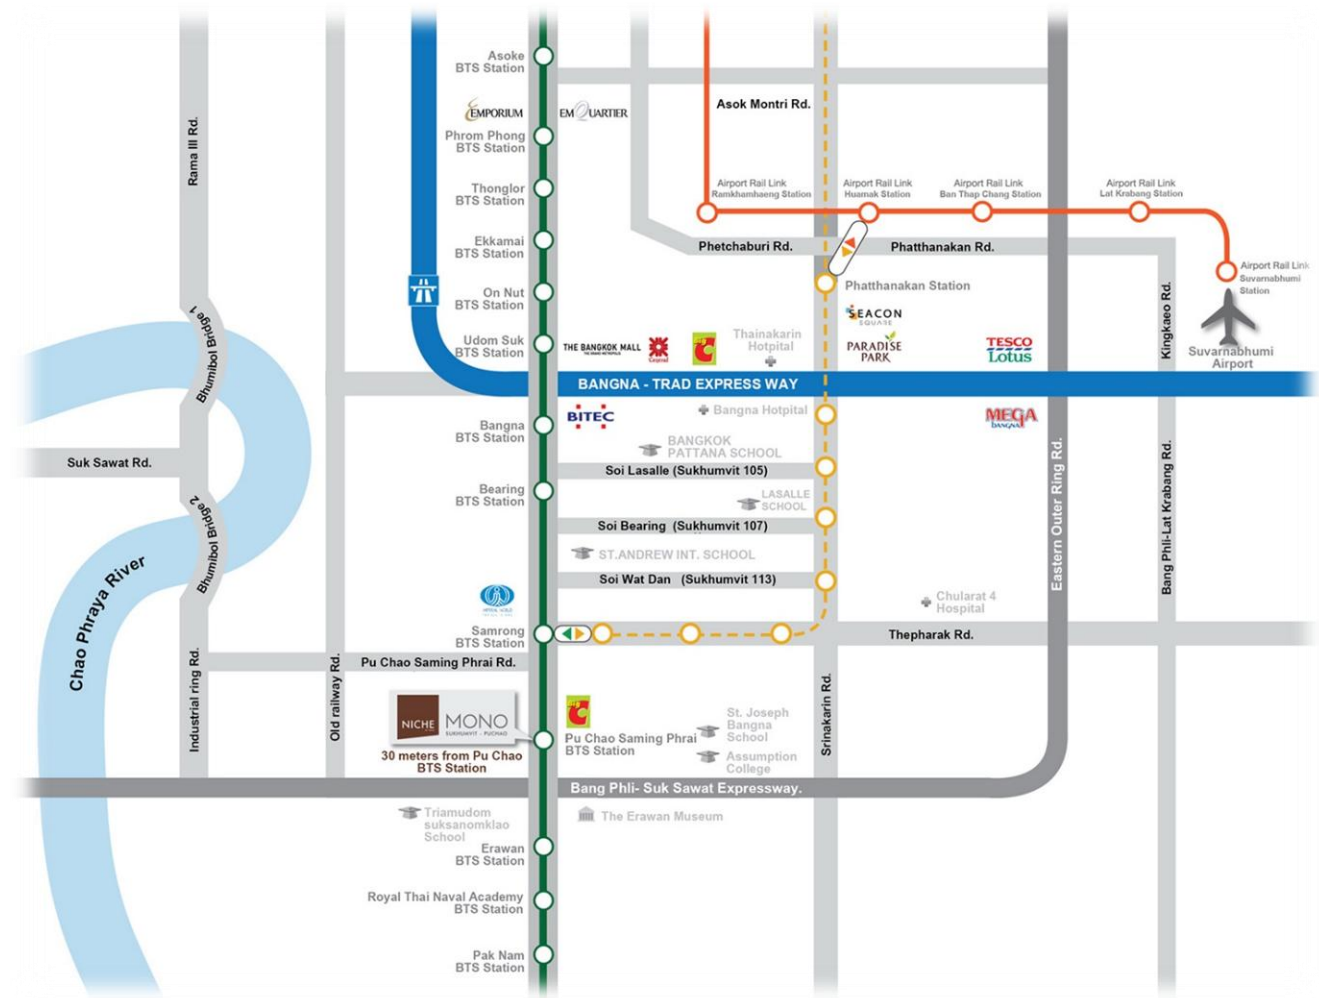 Asoke
BTS Station
Asok Montri Rd.
EMPORIUM
EMQUARTIER
Rama III Rd.
Phrom Phong
BTS Station
Thonglor
BTS Station
Airport Rail Link
Ramkhamhaeng Station
Airport Rail Link
Huamak Station
Airport Rail Link
Ban Thap Chang Station
Airport Rail Link
Lat Krabang Station
Ekkamai
BTS Station
Phetchaburi Rd.
Phatthanakan Rd.
Airport Rail Link
Suvarnabhumi
Station
On Nut
BTS Station
Phatthanakan Station
Kingkaeo Rd.
SEACON
SQUARE
Bhumibol Bridge 1
Udom Suk
BTS Station
THE BANGKOK MALL
Central
C
Thainakarin
Hotpital
PARADISE
PARK
TESCO
Lotus
Suvarnabhumi
Airport
BANGNA - TRAD EXPRESS WAY
BITEC
Bangna Hotpital
MEGA
BANGNA
Bangna
BTS Station
BANGKOK
PATTANA SCHOOL
Suk Sawat Rd.
Soi Lasalle (Sukhumvit 105)
Bearing
BTS Station
LASALLE
SCHOOL
Bhumibol Bridge 2
Soi Bearing (Sukhumvit 107)
Eastern Outer Ring Rd.
Bang Phli-Lat Krabang Rd.
ST.ANDREW INT. SCHOOL
Soi Wat Dan (Sukhumvit 113)
Chao Phraya River
Chularat 4
Hospital
Samrong
BTS Station
Thepharak Rd.
Pu Chao Saming Phrai Rd.
Industrial ring Rd.
Old railway Rd.
Srinakarin Rd.
NICHE
MONO
SUKHUMVIT - PUCHAO
C
30 meters from Pu Chao
BTS Station
Pu Chao Saming Phrai
BTS Station
St. Joseph
Bangna
School
Assumption
College
Bang Phli- Suk Sawat Expressway.
Triamudom
suksanomklao
School
The Erawan Museum
Erawan
BTS Station
Royal Thai Naval Academy
BTS Station
Pak Nam
BTS Station